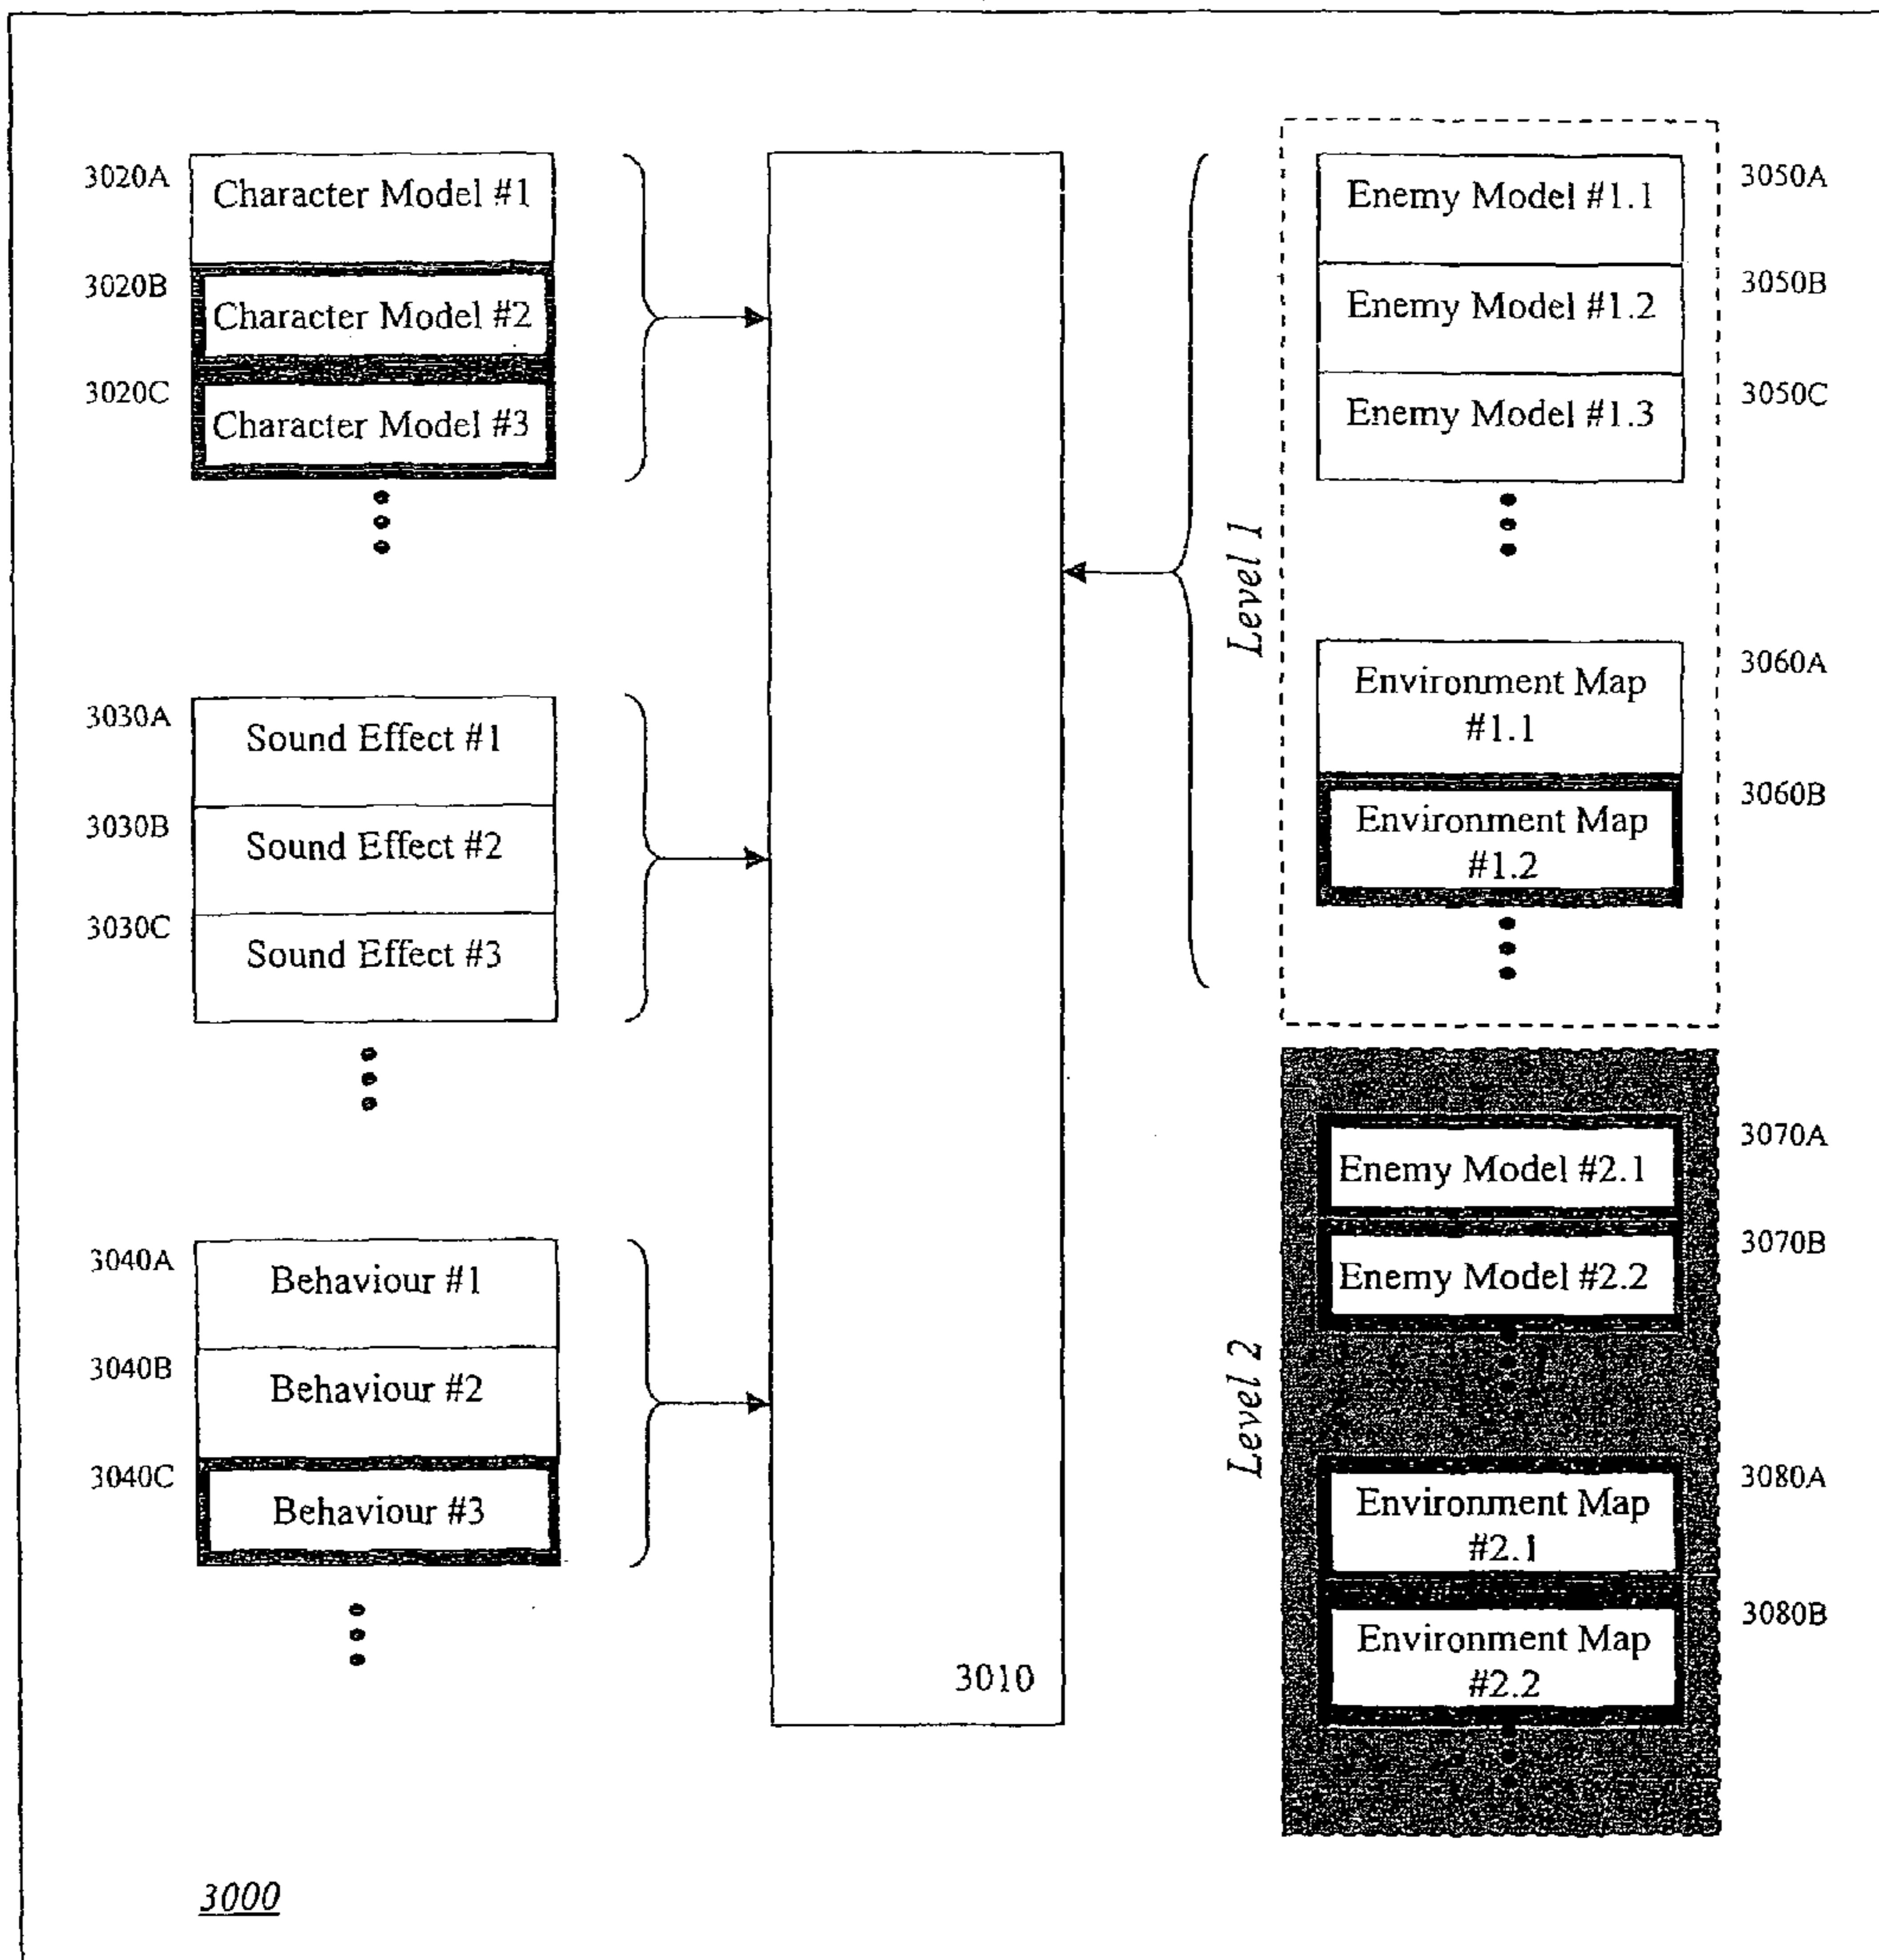 3020A
Character Model #1
3020B
Character Model #2
3020C
Character Model #3
3030A
Sound Effect #1
3030B
Sound Effect #2
3030C
Sound Effect #3
3040A
Behaviour #1
3040B
Behaviour #2
3040C
Behaviour #3
3010
Level 1
Enemy Model #1.1
3050A
Enemy Model #1.2
3050B
Enemy Model #1.3
3050C
Environment Map
#1.1
3060A
Environment Map
#1.2
3060B
Level 2
Enemy Model #2.1
3070A
Enemy Model #2.2
3070B
Environment Map
#2.1
3080A
Environment Map
#2.2
3080B
3000